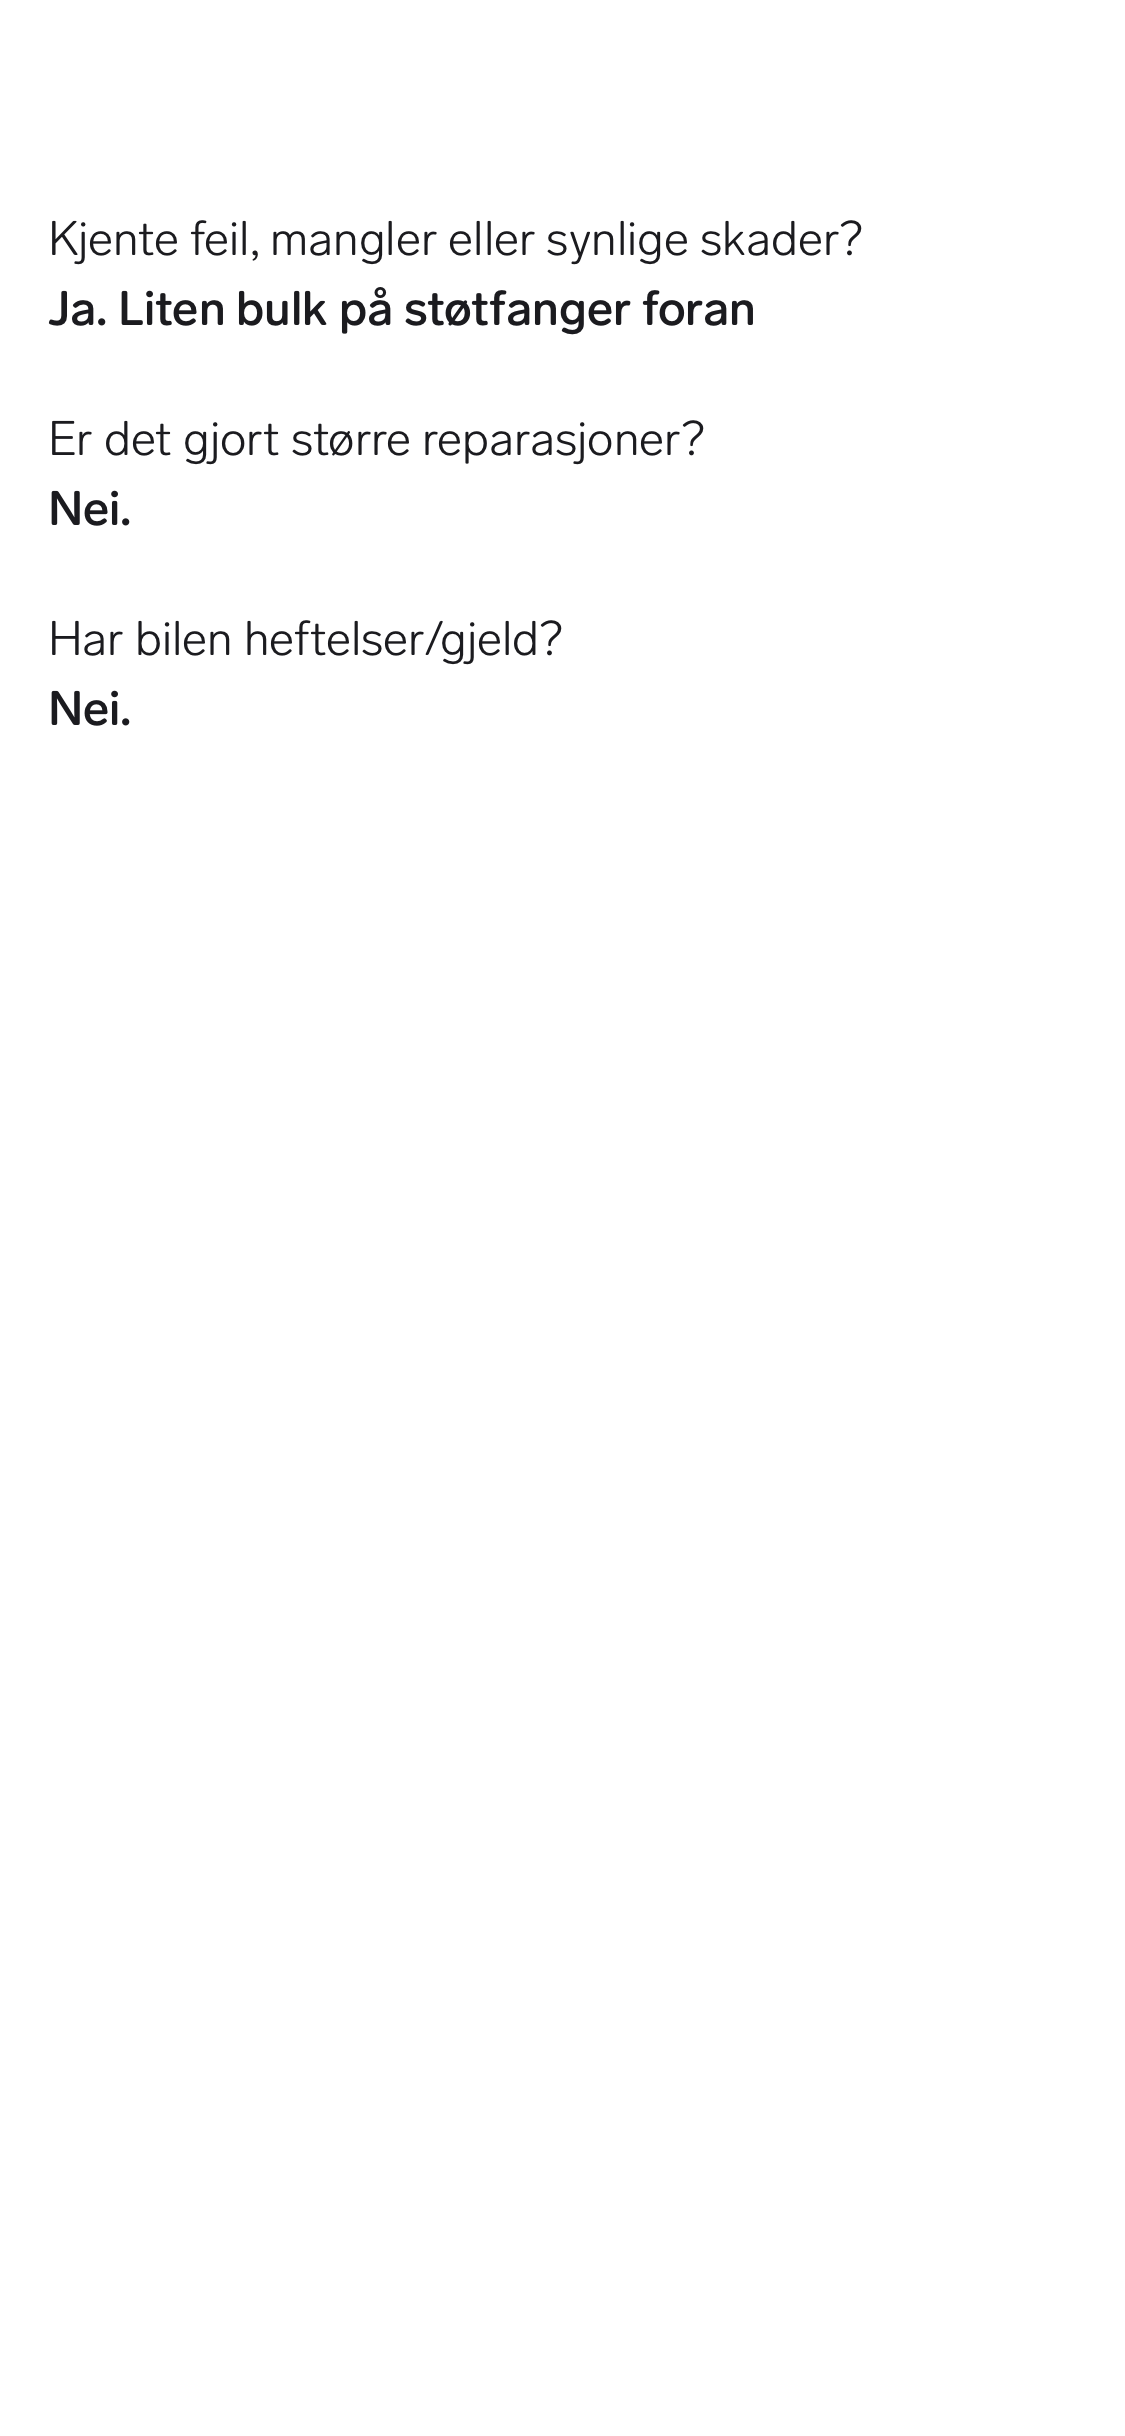 Kjente feil, mangler eller synlige skader?
Ja. Liten bulk på støtfanger foran
Er det gjort større reparasjoner?
Nei.
Har bilen heftelser/gjeld?
Nei.